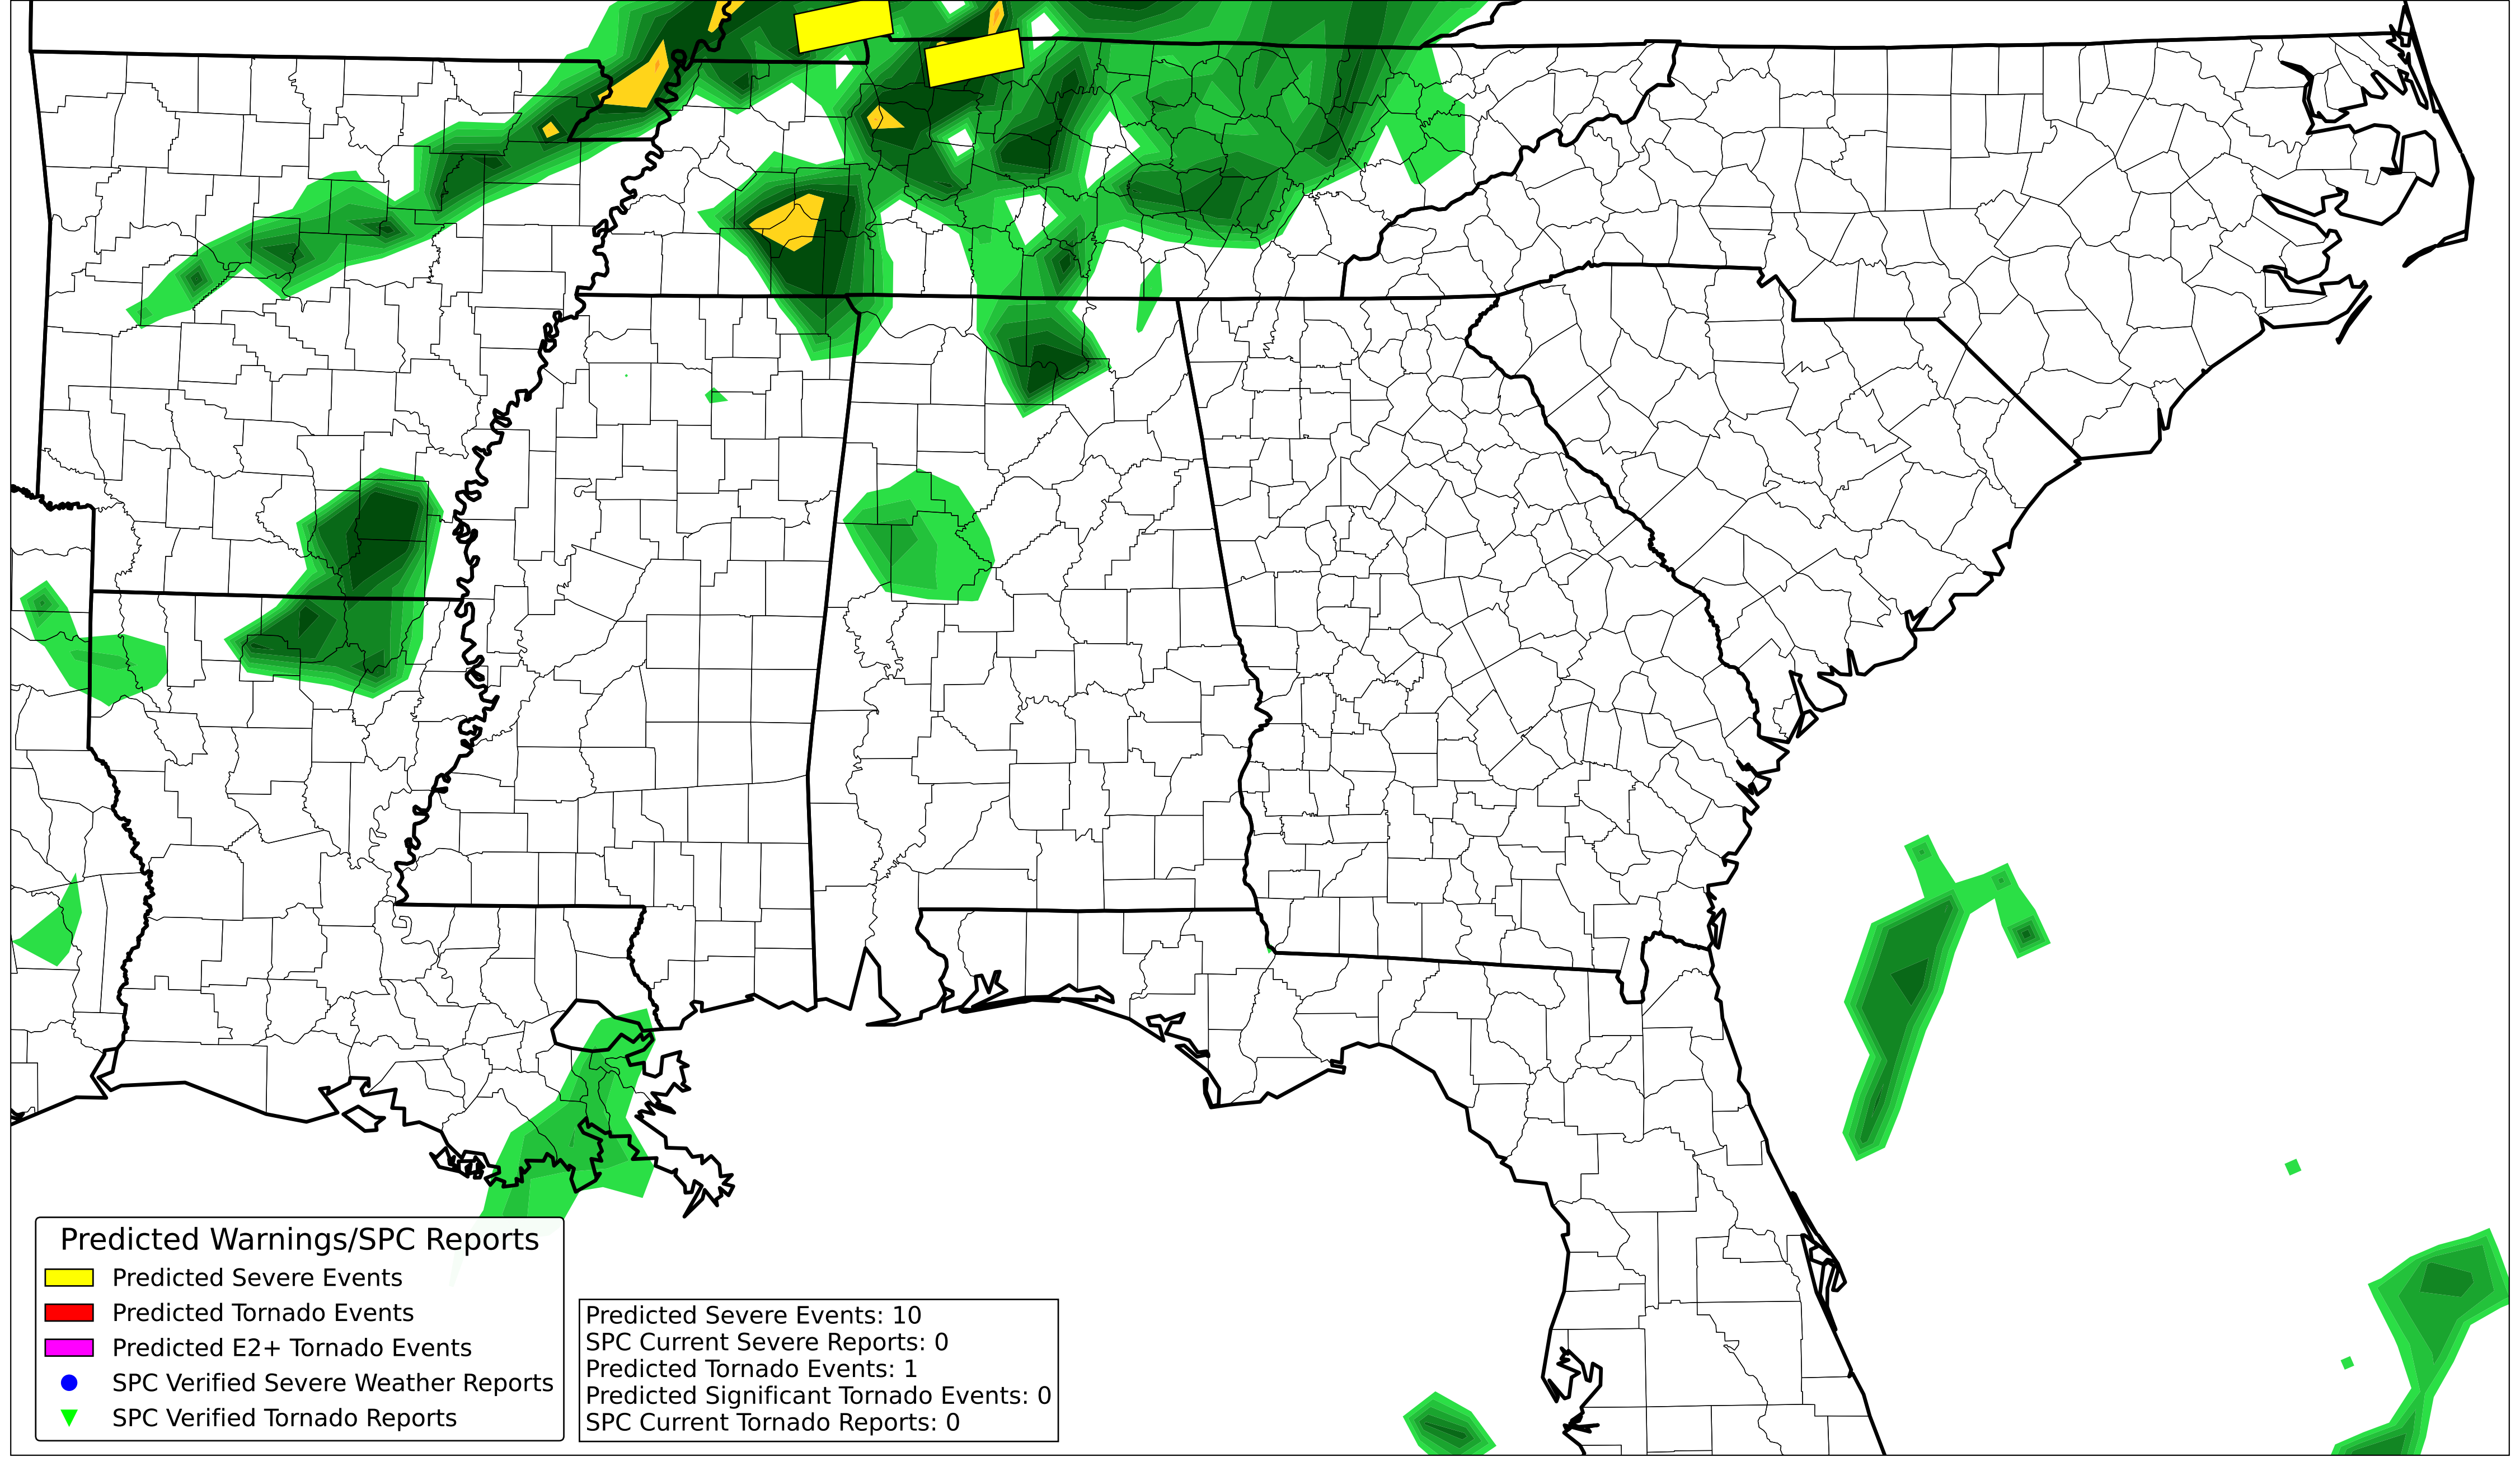 Predicted Warnings/SPC Reports
Predicted Severe Events
Predicted Tornado Events
Predicted E2+ Tornado Events
SPC Verified Severe Weather Reports
SPC Verified Tornado Reports
Predicted Severe Events: 10
SPC Current Severe Reports: 0
Predicted Tornado Events: 1
Predicted Significant Tornado Events: 0
SPC Current Tornado Reports: 0